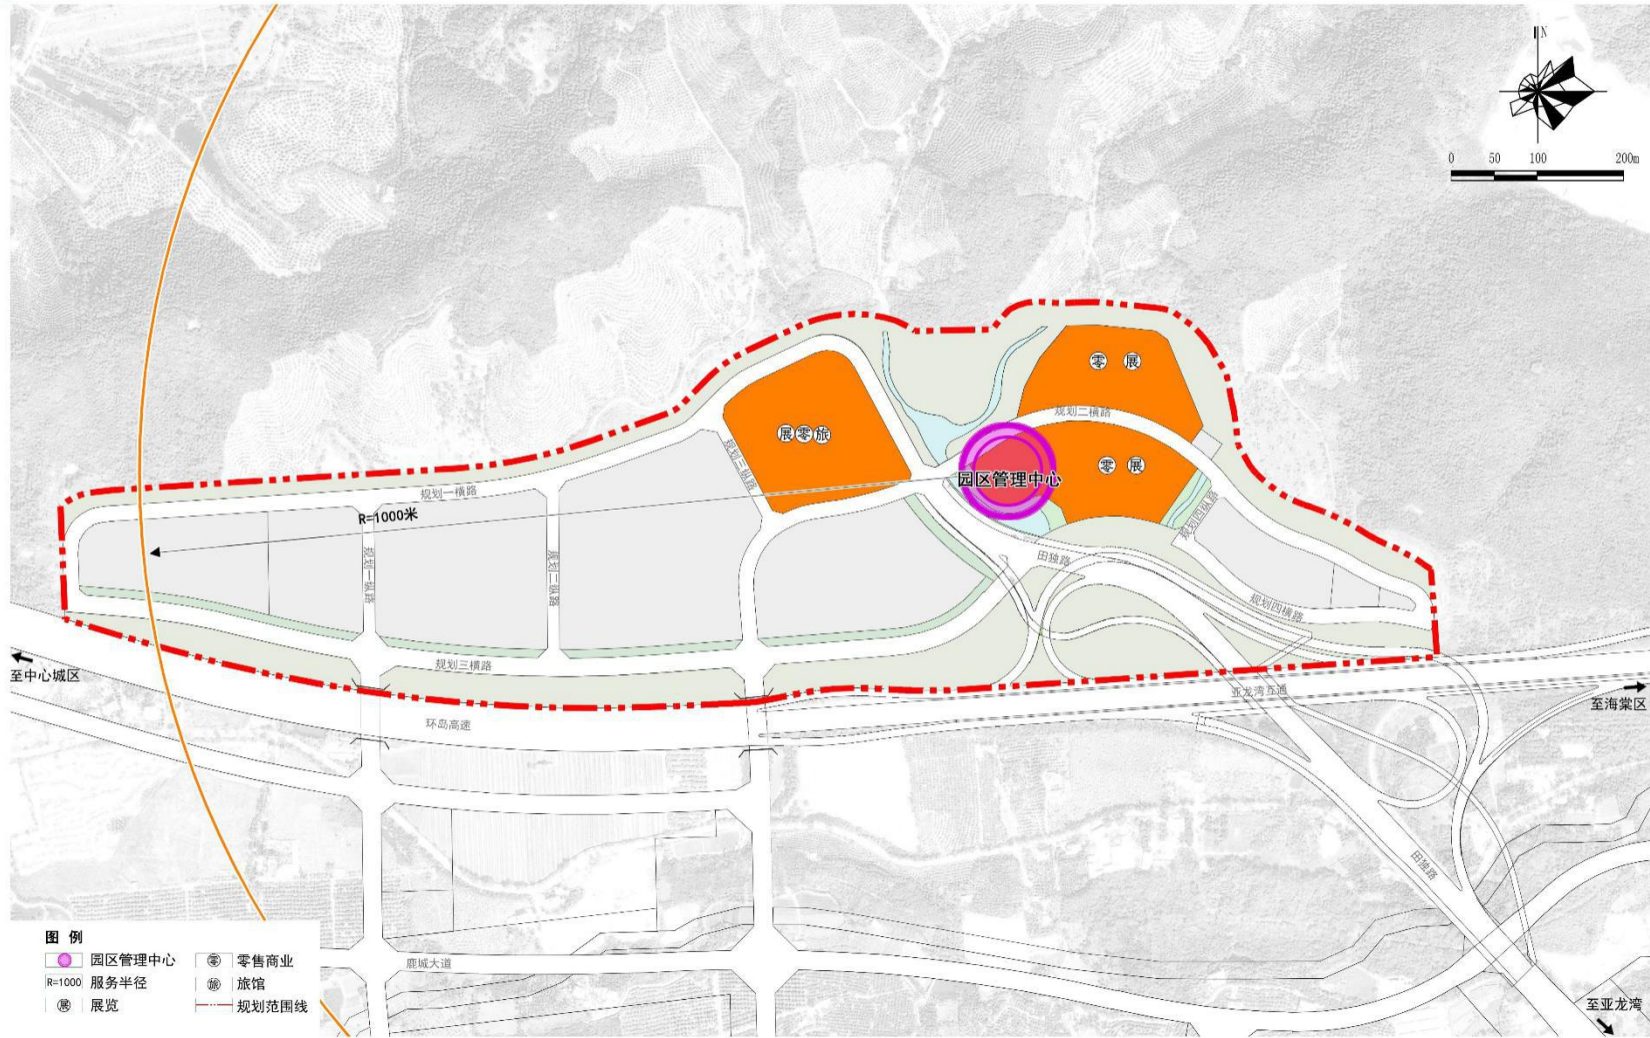 N
0 50 100 200m
零 展
规划二横路
展 零 旅
规划三纵路
零 展
园区管理中心
规划一横路
R=1000米
规划四纵路
田独路
规划一纵路
规划二纵路
规划四横路
规划三横路
至中心城区
亚龙湾互通
至海棠区
环岛高速
田独路
鹿城大道
至亚龙湾
图 例
园区管理中心
零 零售商业
R=1000 服务半径
旅 旅馆
展 展览
规划范围线